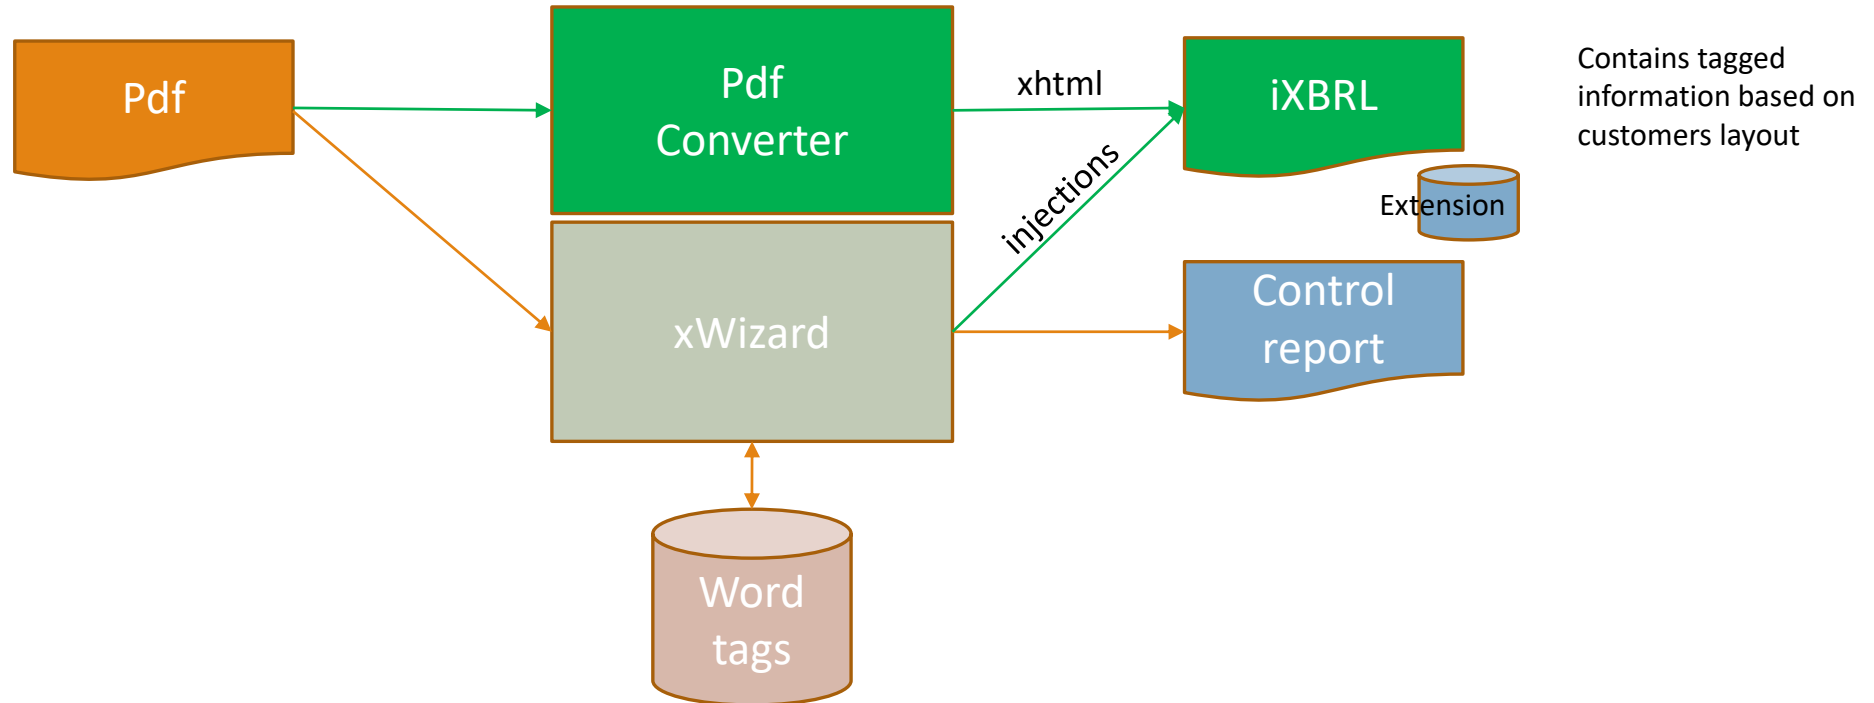 Pdf
Pdf
Converter
xhtml
iXBRL
Contains tagged
information based on
customers layout
injections
Extension
xWizard
Control
report
Word
tags